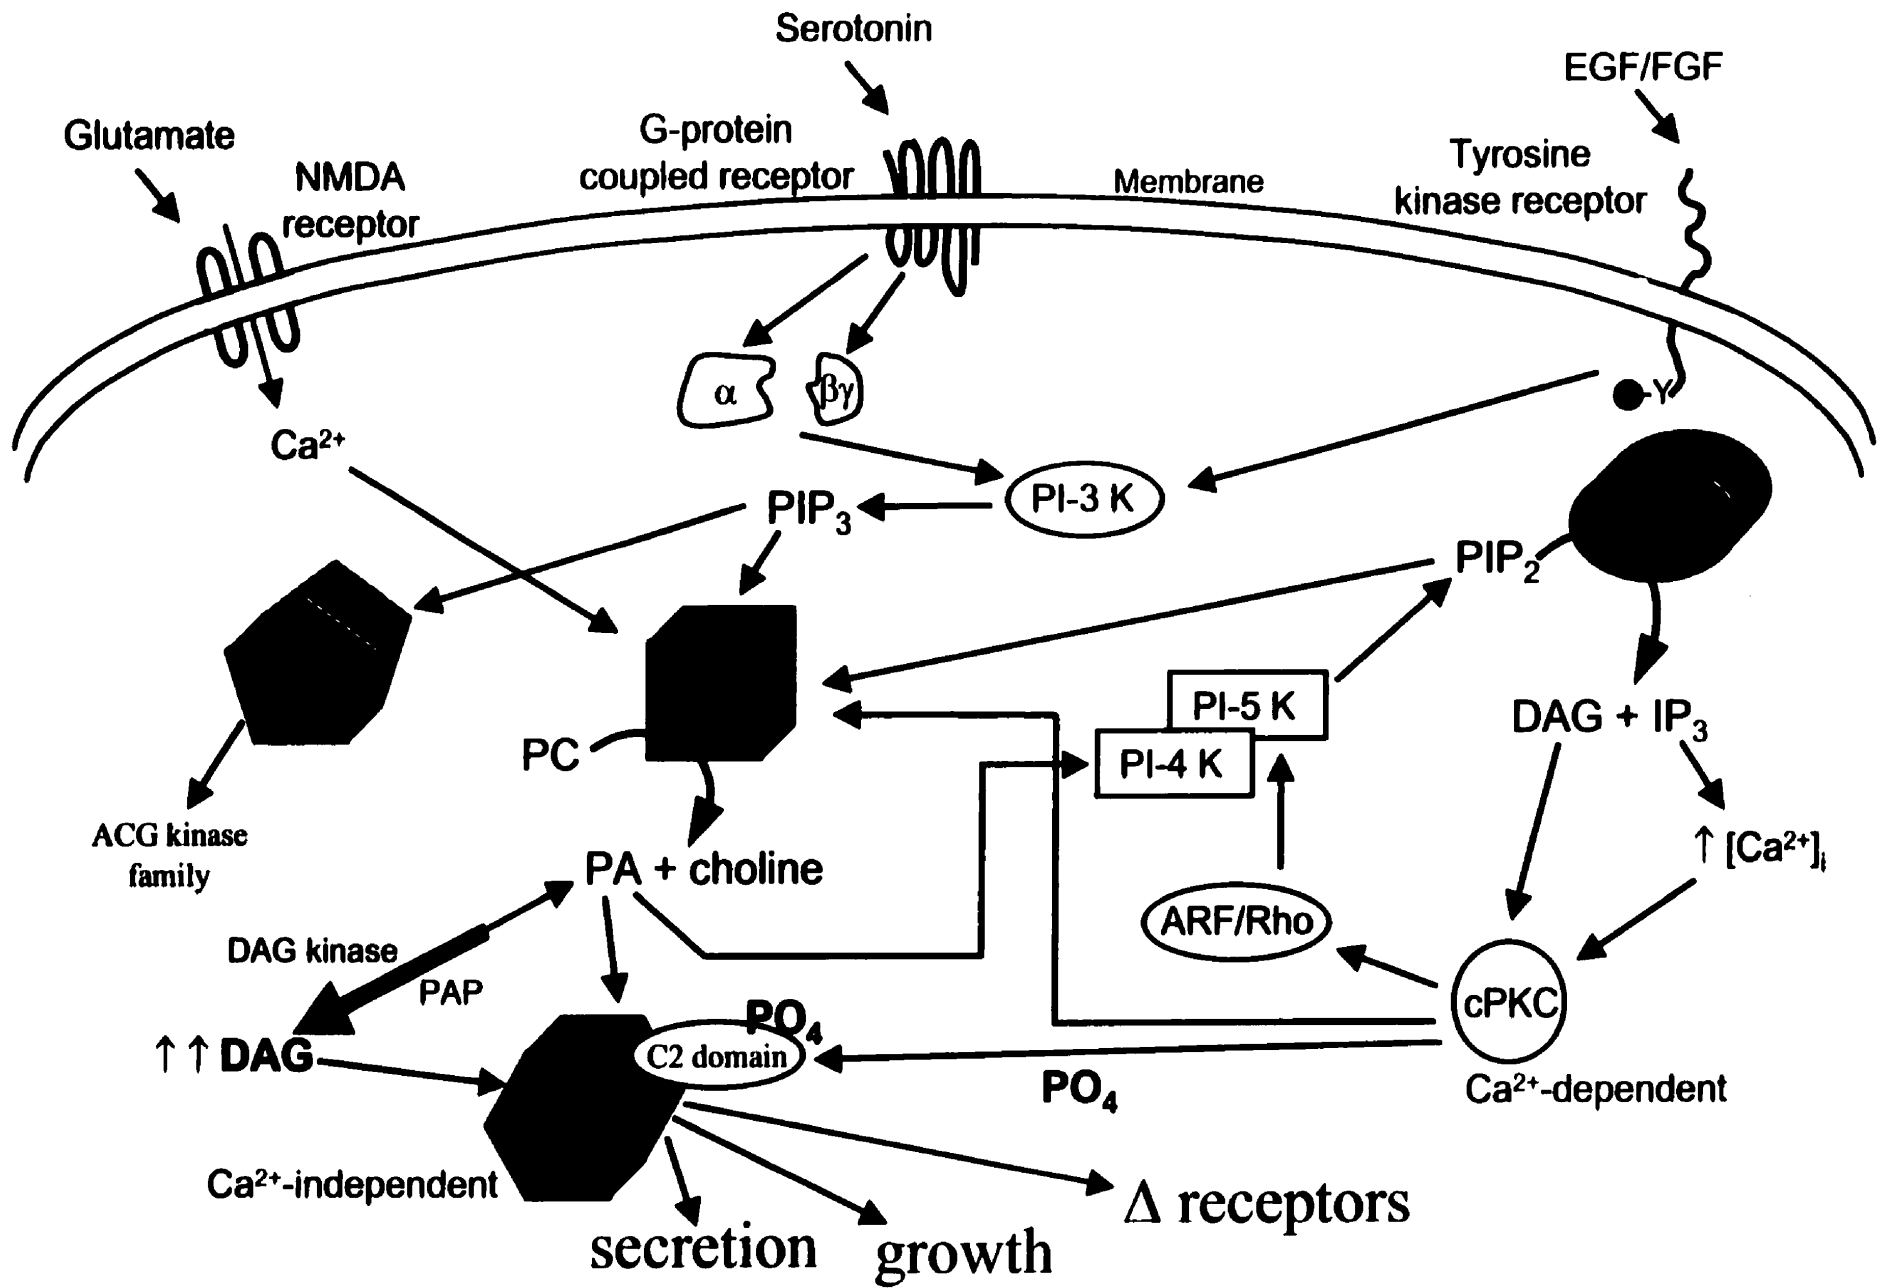 Serotonin
EGF/FGF
Glutamate
G-protein
coupled receptor
NMDA
receptor
Membrane
Tyrosine
kinase receptor
α
βγ
-Y
Ca²⁺
PIP₃
PI-3 K
PIP₂
PI-5 K
PI-4 K
DAG + IP₃
PC
ACG kinase
family
PA + choline
↑ [Ca²⁺]ᵢ
ARF/Rho
DAG kinase
PAP
cPKC
PO₄
C2 domain
↑ ↑ DAG
PO₄
Ca²⁺-dependent
Ca²⁺-independent
Δ receptors
secretion
growth